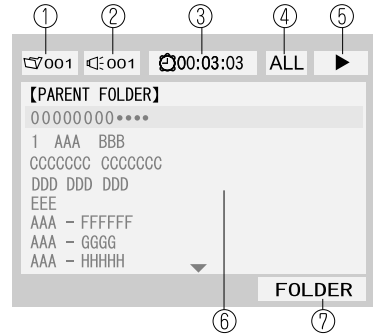 ① ② ③ ④ ⑤
001 001 00:03:03 ALL
【PARENT FOLDER】
00000000••••
1 AAA BBB
CCCCCCC CCCCCCC
DDD DDD DDD
EEE
AAA – FFFFFF
AAA – GGGG
AAA – HHHHH
FOLDER
⑥ ⑦